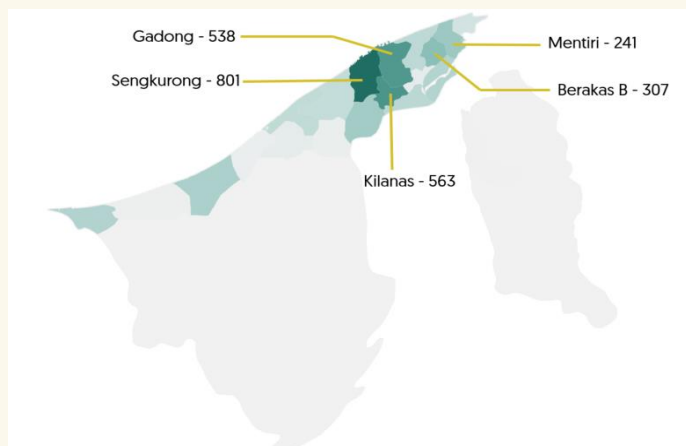 Gadong - 538
Mentiri - 241
Sengkurong - 801
Berakas B - 307
Kilanas - 563